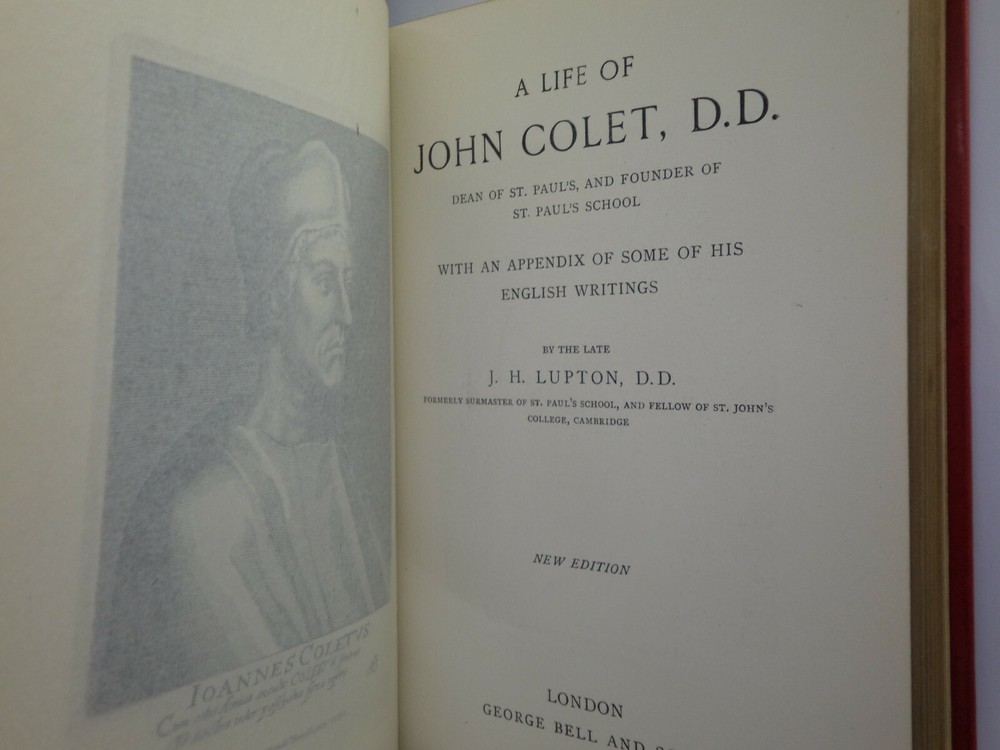 IOANNES COLETVS
A LIFE OF
JOHN COLET, D.D.
DEAN OF ST. PAUL'S, AND FOUNDER OF
ST. PAUL'S SCHOOL
WITH AN APPENDIX OF SOME OF HIS
ENGLISH WRITINGS
BY THE LATE
J. H. LUPTON, D.D.
FORMERLY SURMASTER OF ST. PAUL'S SCHOOL, AND FELLOW OF ST. JOHN'S
COLLEGE, CAMBRIDGE
NEW EDITION
LONDON
GEORGE BELL AND